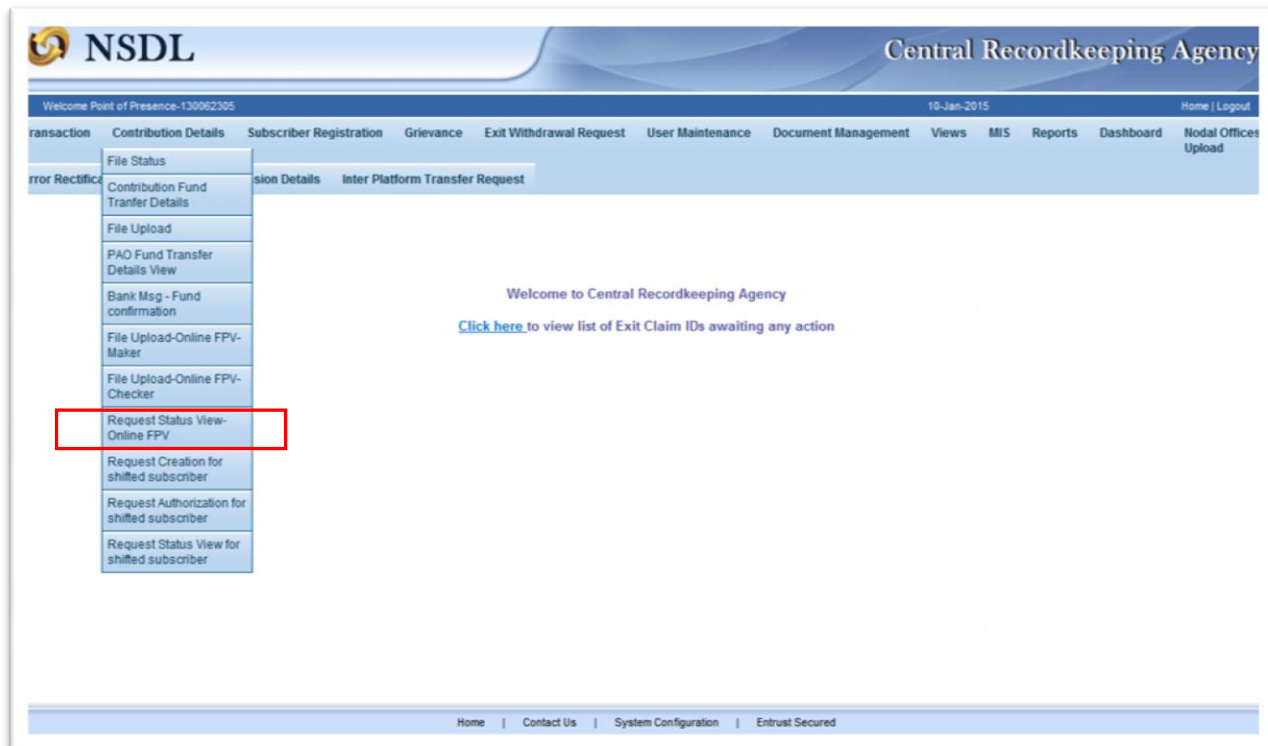 NSDL
Central Recordkeeping Agency
Welcome Point of Presence-130062305 10-Jan-2015 Home | Logout
ransaction Contribution Details Subscriber Registration Grievance Exit Withdrawal Request User Maintenance Document Management Views MIS Reports Dashboard Nodal Offices
Upload
rror Rectifica sion Details Inter Platform Transfer Request
File Status
Contribution Fund
Tranfer Details
File Upload
PAO Fund Transfer
Details View
Bank Msg - Fund
confirmation
File Upload-Online FPV-
Maker
File Upload-Online FPV-
Checker
Request Status View-
Online FPV
Request Creation for
shifted subscriber
Request Authorization for
shifted subscriber
Request Status View for
shifted subscriber
Welcome to Central Recordkeeping Agency
Click here to view list of Exit Claim IDs awaiting any action
Home | Contact Us | System Configuration | Entrust Secured